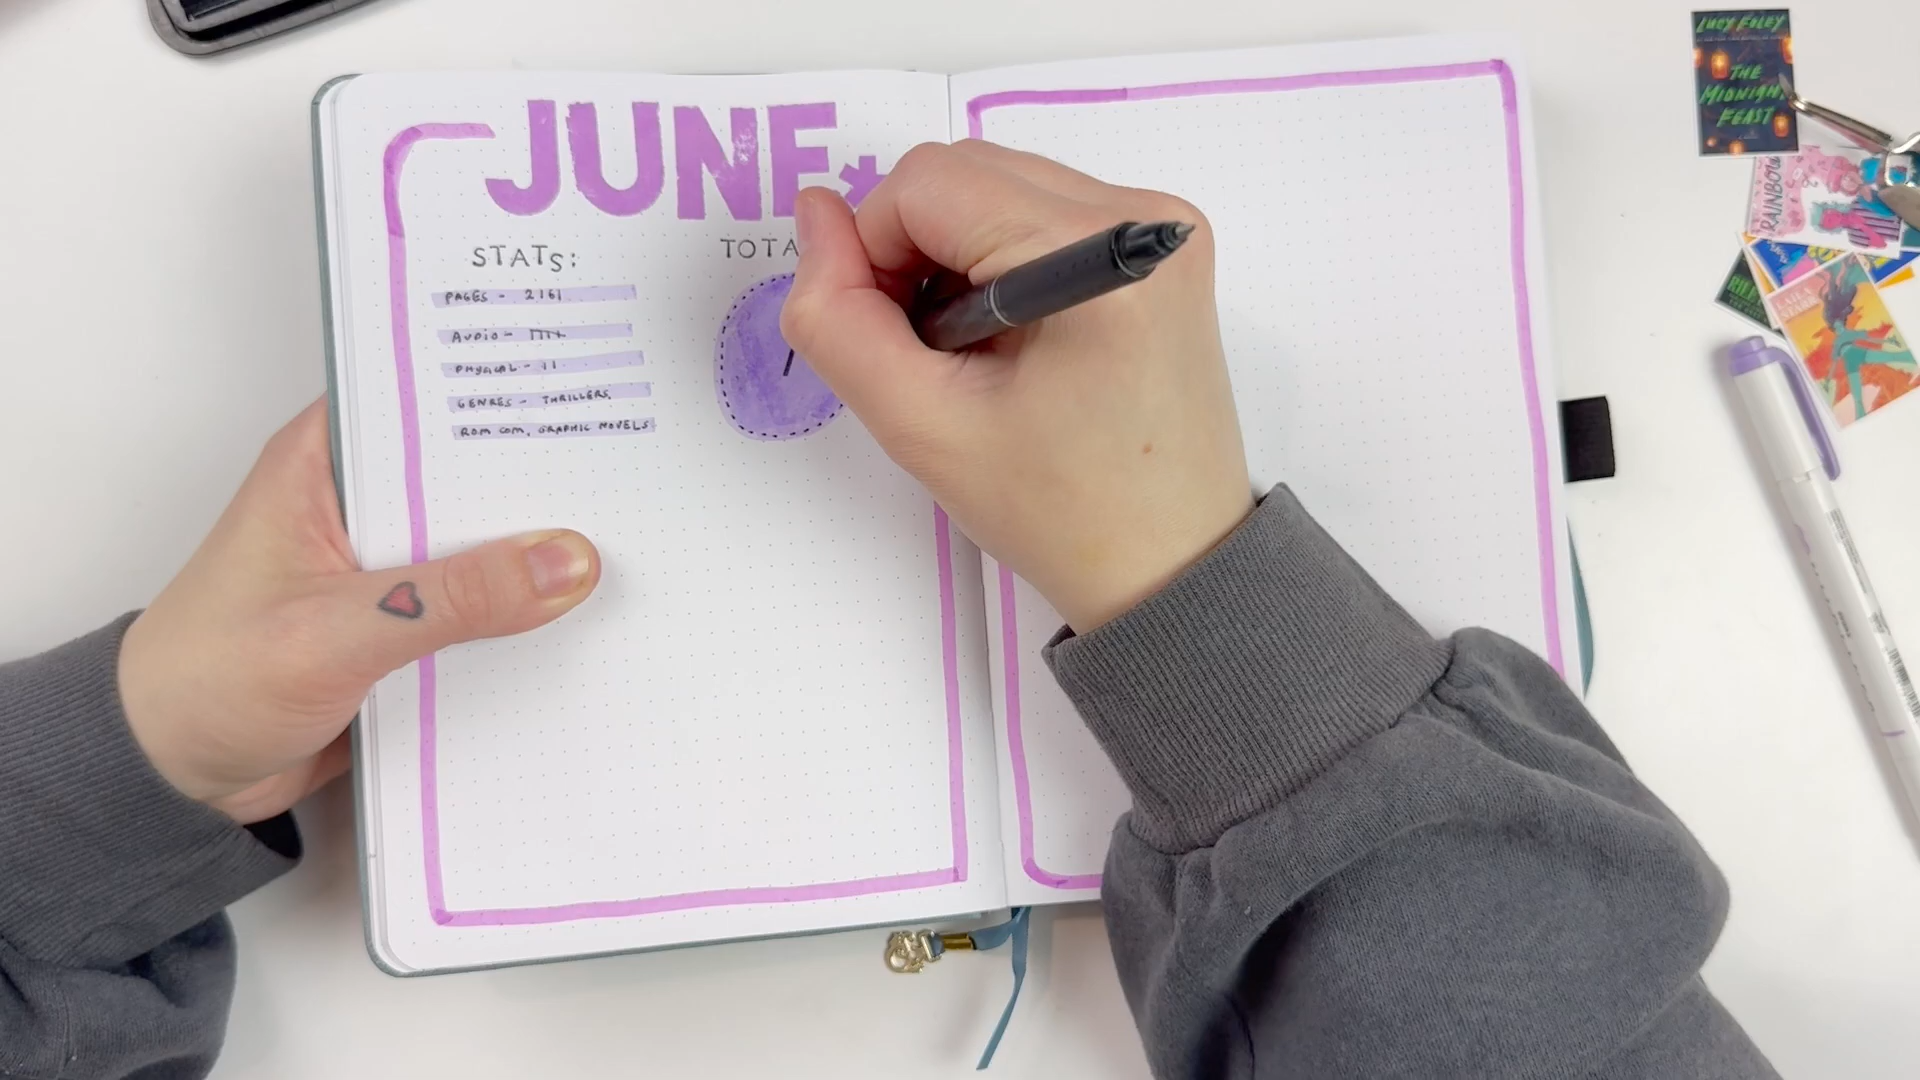 JUNE*
STATS:
TOTA
PAGES - 2161
AUDIO -
PHYSICAL - 11
GENRES - THRILLERS,
ROM COM, GRAPHIC NOVELS
LUCY FOLEY
THE
MIDNIGHT
FEAST